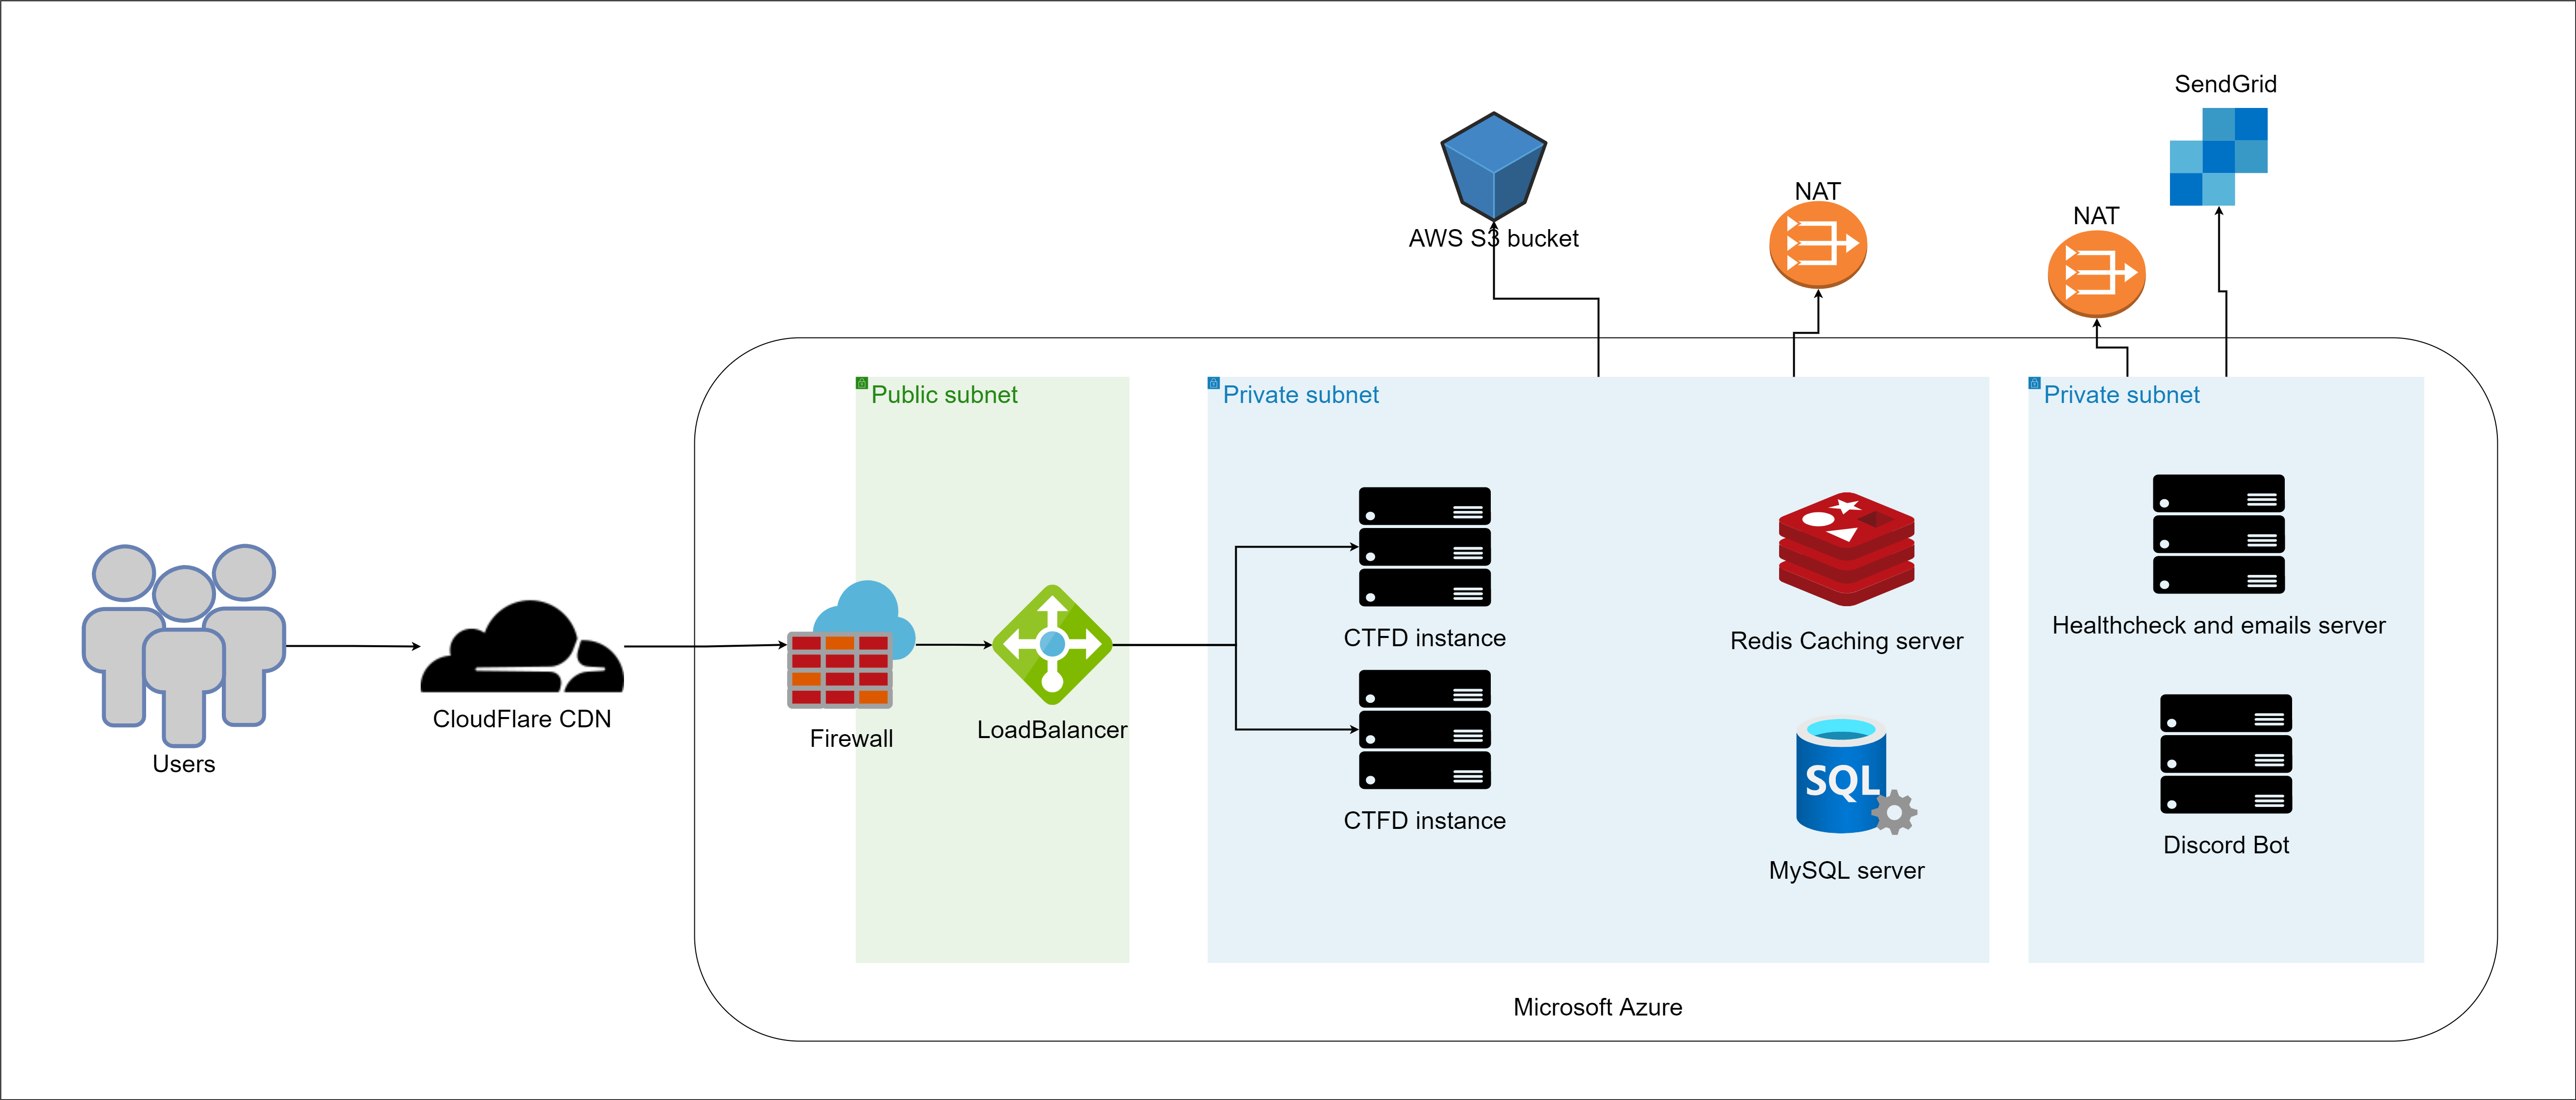 SendGrid
NAT
NAT
AWS S3 bucket
Public subnet
Private subnet
Private subnet
SQL
CTFD instance
Redis Caching server
Healthcheck and emails server
CloudFlare CDN
Firewall
LoadBalancer
Users
CTFD instance
MySQL server
Discord Bot
Microsoft Azure